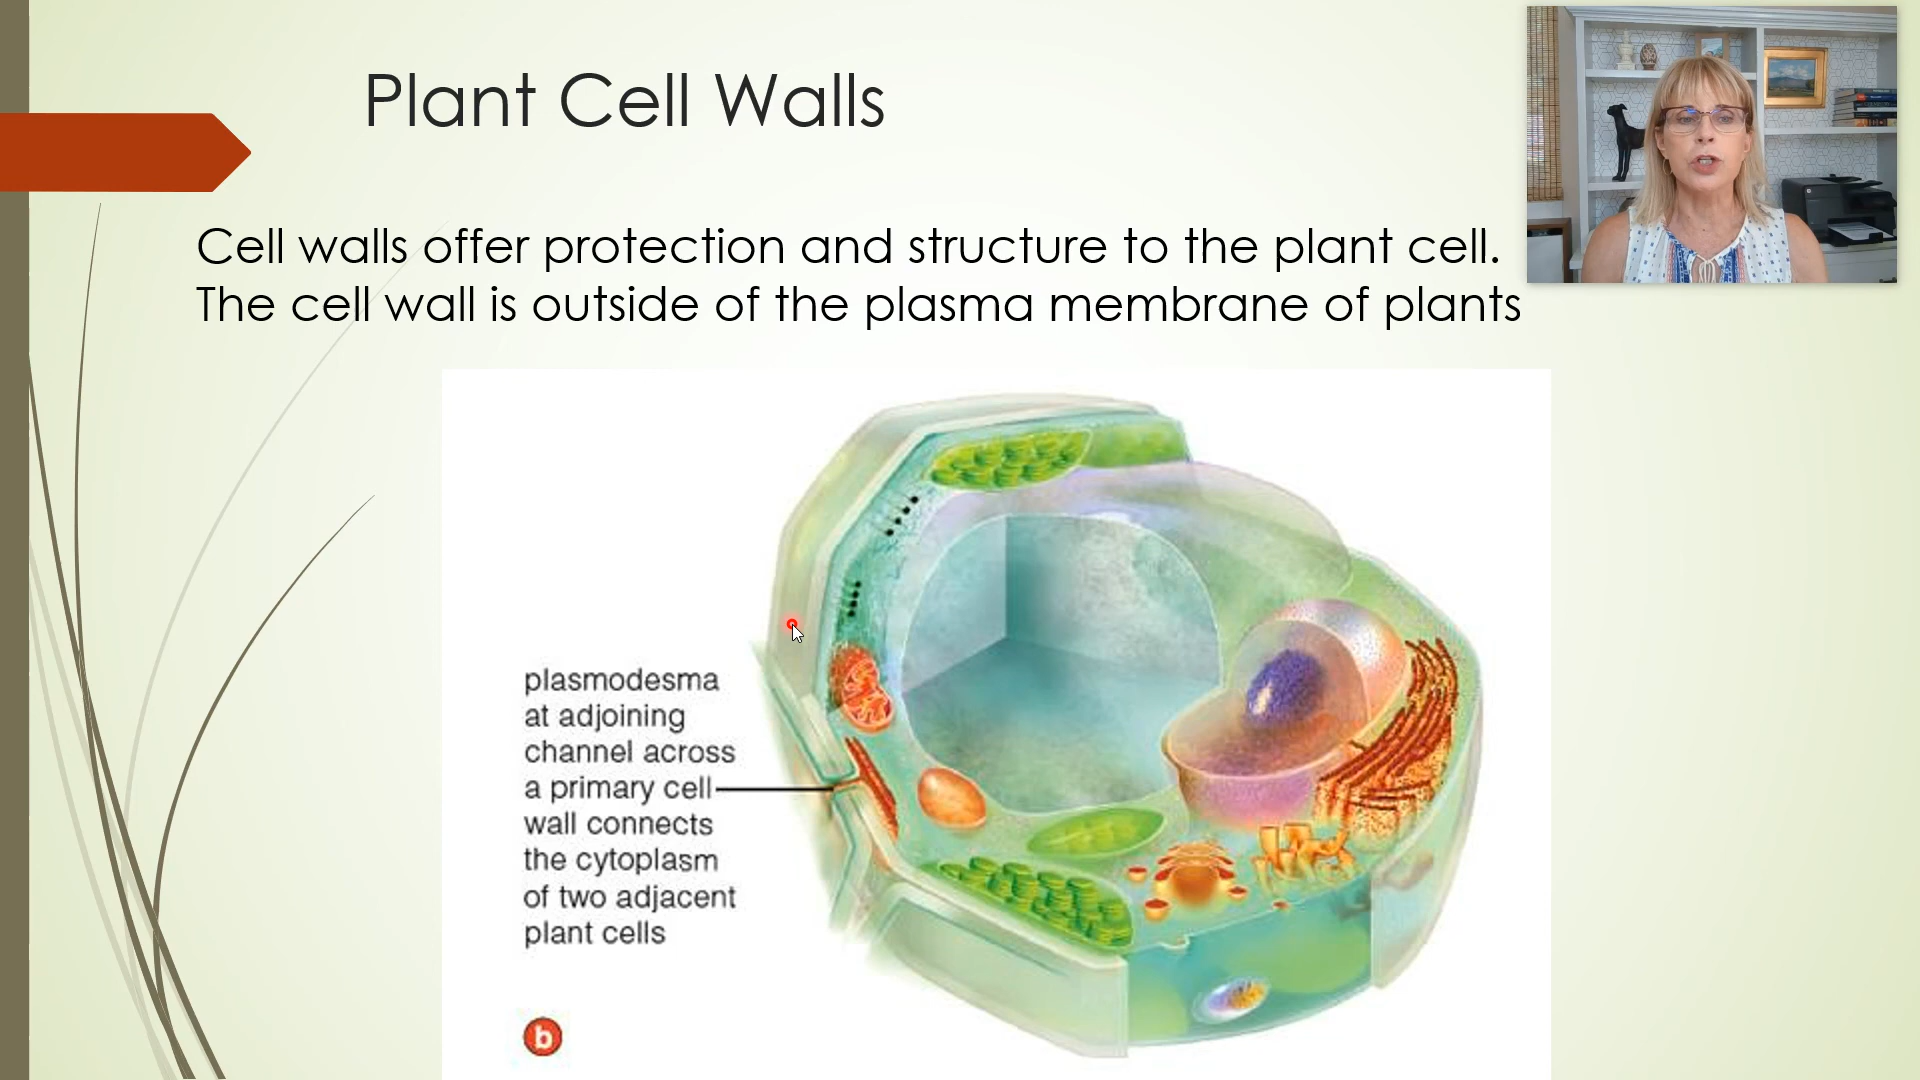 Plant Cell Walls
Cell walls offer protection and structure to the plant cell.
The cell wall is outside of the plasma membrane of plants
plasmodesma
at adjoining
channel across
a primary cell
wall connects
the cytoplasm
of two adjacent
plant cells
b